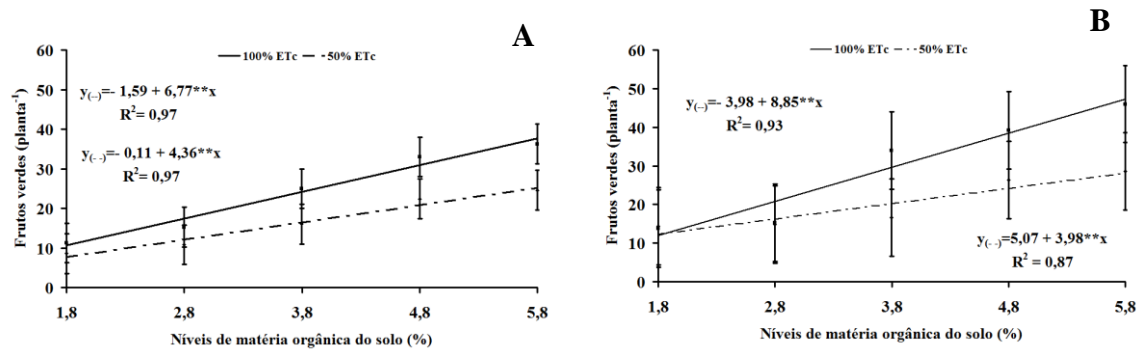 A
100% ETc 50% ETc
Frutos verdes (planta-1)
60
50
40
30
20
10
0
y(–)=- 1,59 + 6,77**x
R2= 0,97
y(- -)=- 0,11 + 4,36**x
R2= 0,97
1,8 2,8 3,8 4,8 5,8
Níveis de matéria orgânica do solo (%)
B
100% ETc 50% ETc
Frutos verdes (planta-1)
60
50
40
30
20
10
0
y(–)=- 3,98 + 8,85**x
R2= 0,93
y(- -)=5,07 + 3,98**x
R2 = 0,87
1,8 2,8 3,8 4,8 5,8
Níveis de matéria orgânica do solo (%)